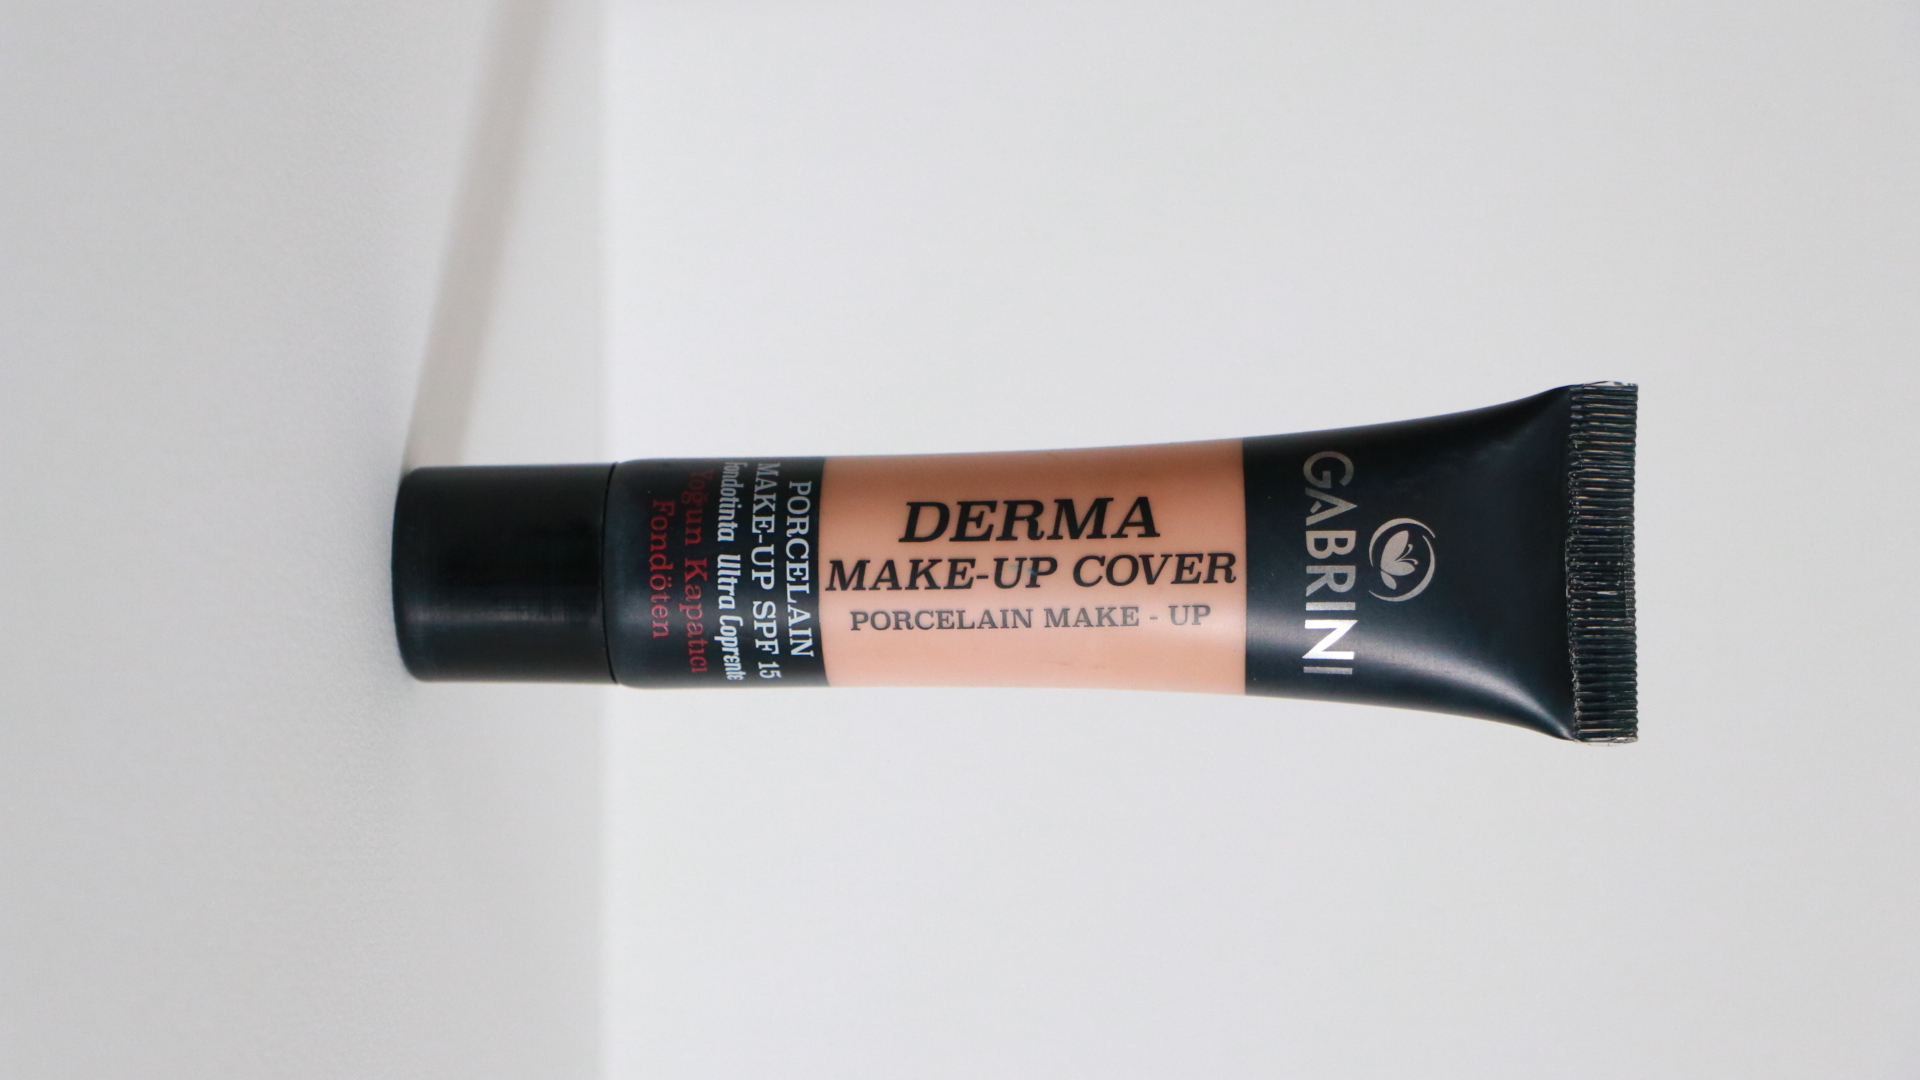 GABRINI
DERMA
MAKE-UP COVER
PORCELAIN MAKE - UP
PORCELAIN
MAKE-UP SPF 15
Fondotinta Ultra Coprente
Yoğun Kapatıcı
Fondöten